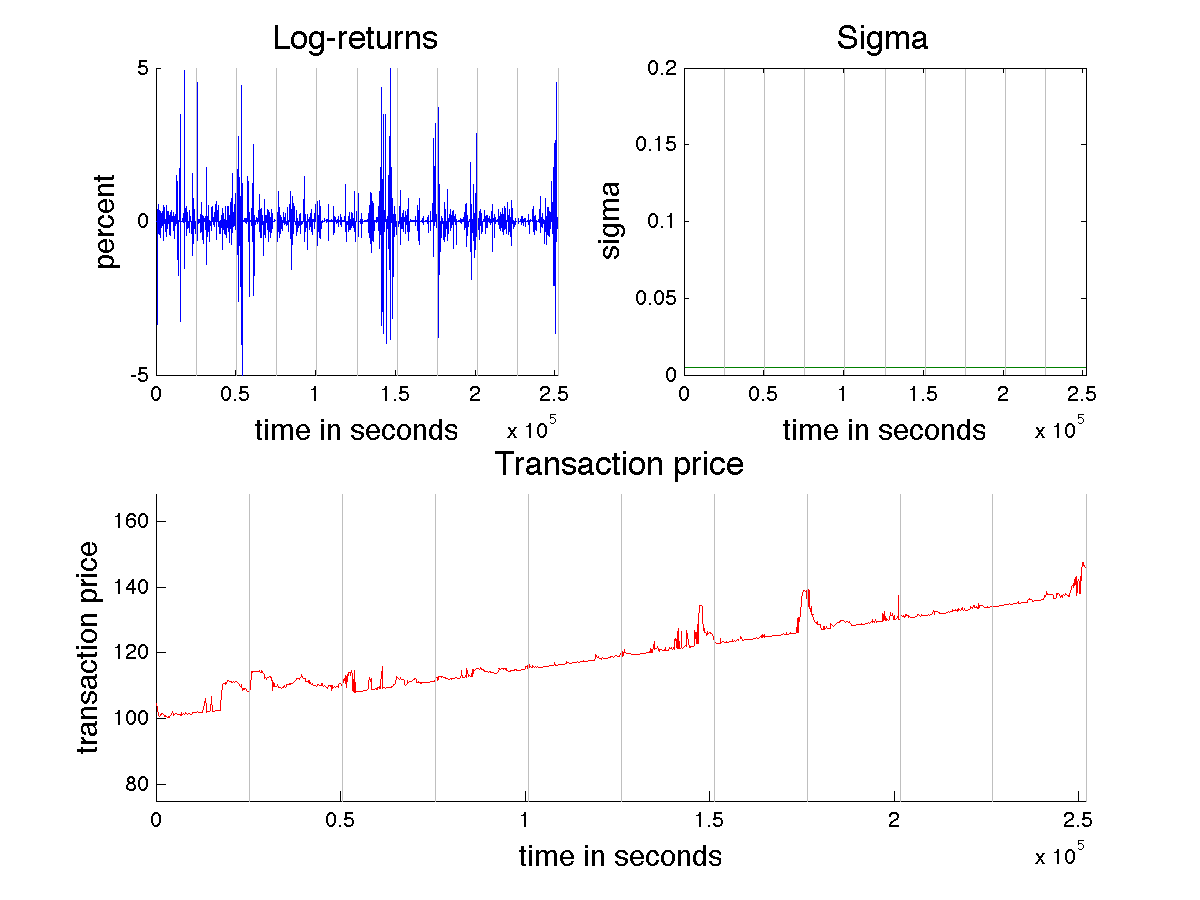 Log-returns
5
0
-5
percent
0 0.5 1 1.5 2 2.5
x 10^5
time in seconds
Sigma
0.2
0.15
0.1
0.05
0
sigma
0 0.5 1 1.5 2 2.5
x 10^5
time in seconds
Transaction price
160
140
120
100
80
transaction price
0 0.5 1 1.5 2 2.5
x 10^5
time in seconds